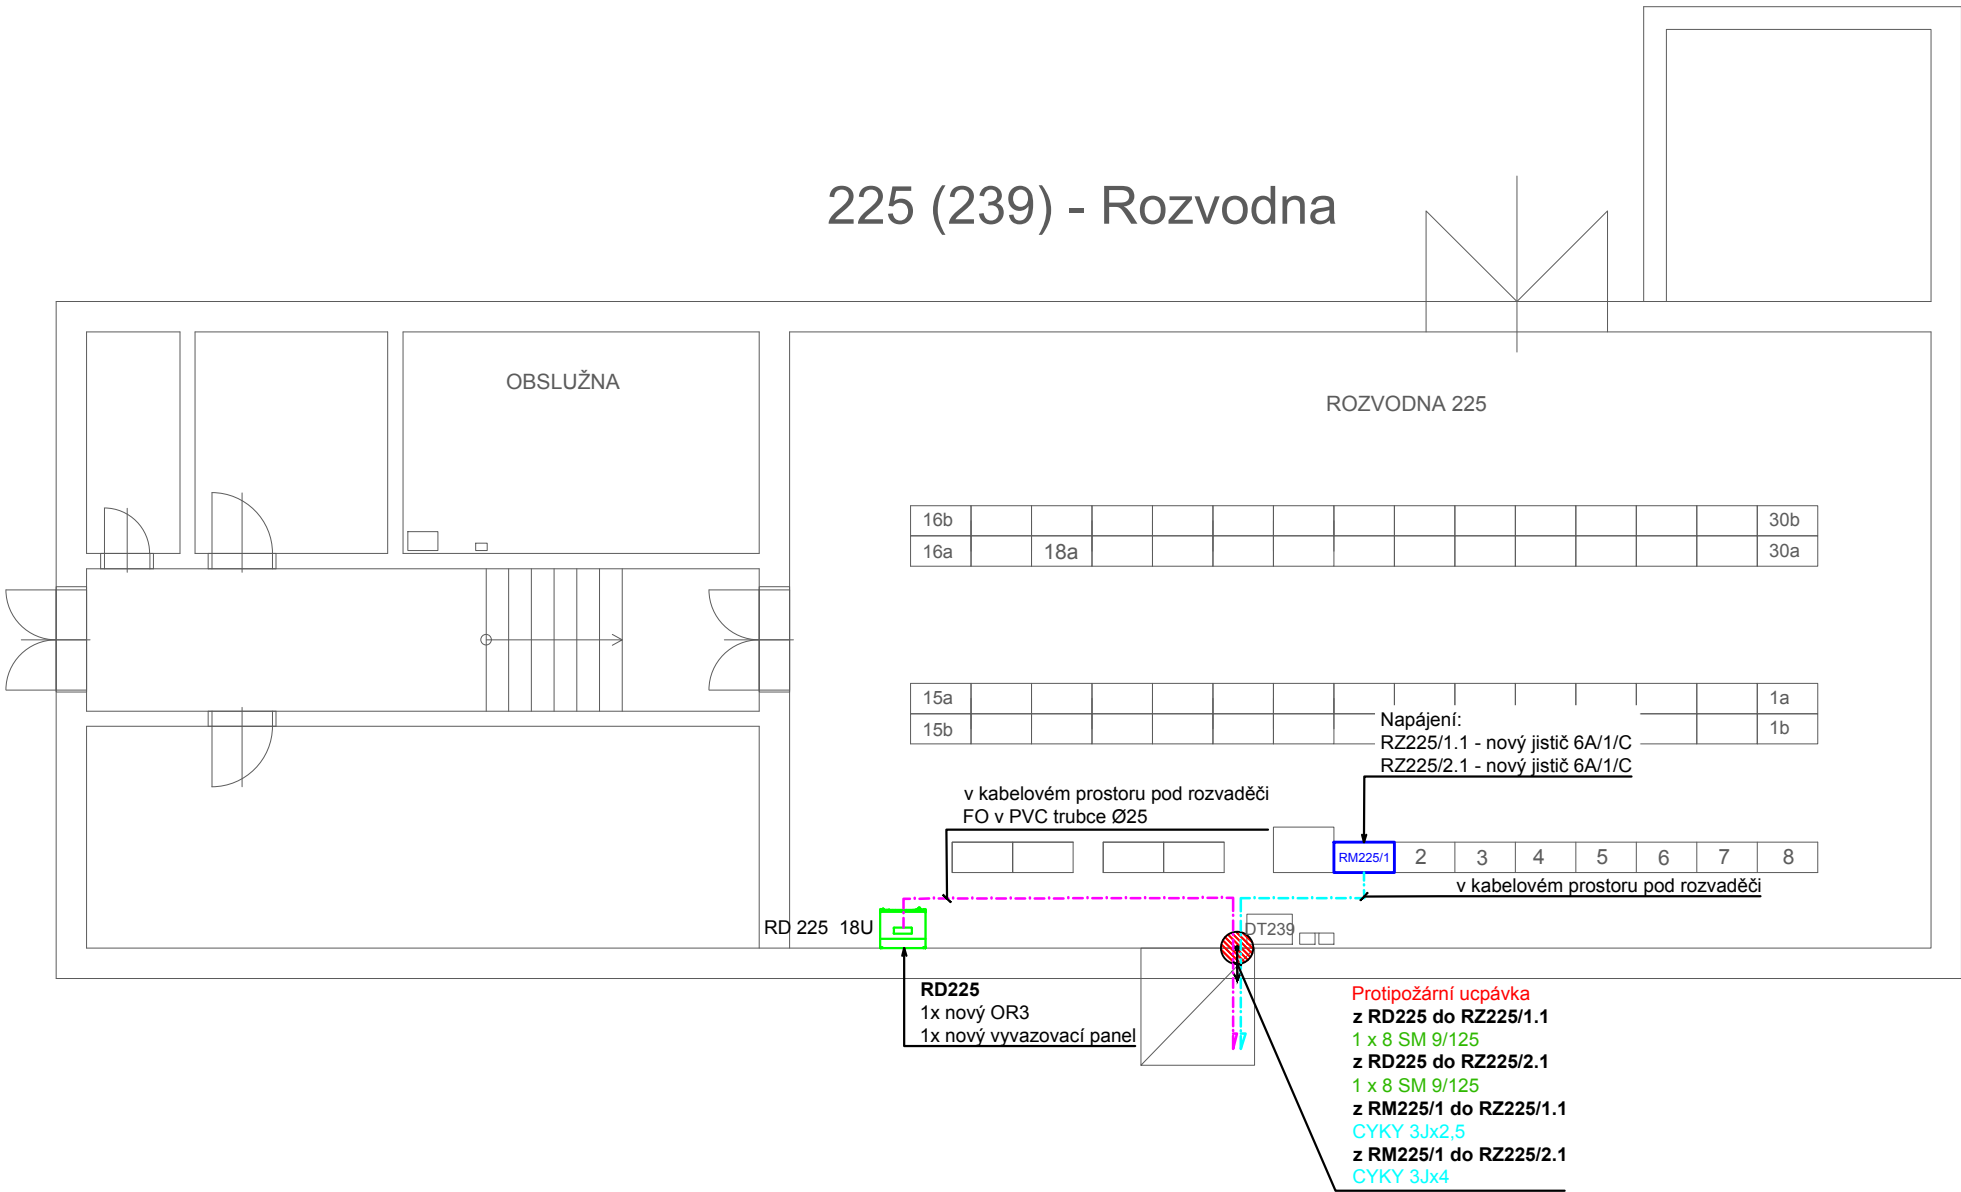 225 (239) - Rozvodna
OBSLUŽNA
ROZVODNA 225
16b
30b
16a
18a
30a
15a
1a
15b
1b
Napájení:
RZ225/1.1 - nový jistič 6A/1/C
RZ225/2.1 - nový jistič 6A/1/C
v kabelovém prostoru pod rozvaděči
FO v PVC trubce Ø25
RM225/1
2
3
4
5
6
7
8
v kabelovém prostoru pod rozvaděči
RD 225 18U
DT239
RD225
1x nový OR3
1x nový vyvazovací panel
Protipožární ucpávka
z RD225 do RZ225/1.1
1 x 8 SM 9/125
z RD225 do RZ225/2.1
1 x 8 SM 9/125
z RM225/1 do RZ225/1.1
CYKY 3Jx2,5
z RM225/1 do RZ225/2.1
CYKY 3Jx4